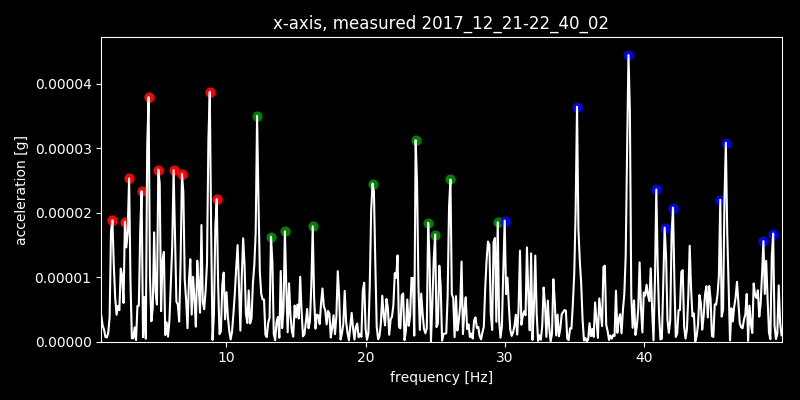 x-axis, measured 2017_12_21-22_40_02
0.00004
0.00003
0.00002
0.00001
0.00000
acceleration [g]
10 20 30 40
frequency [Hz]